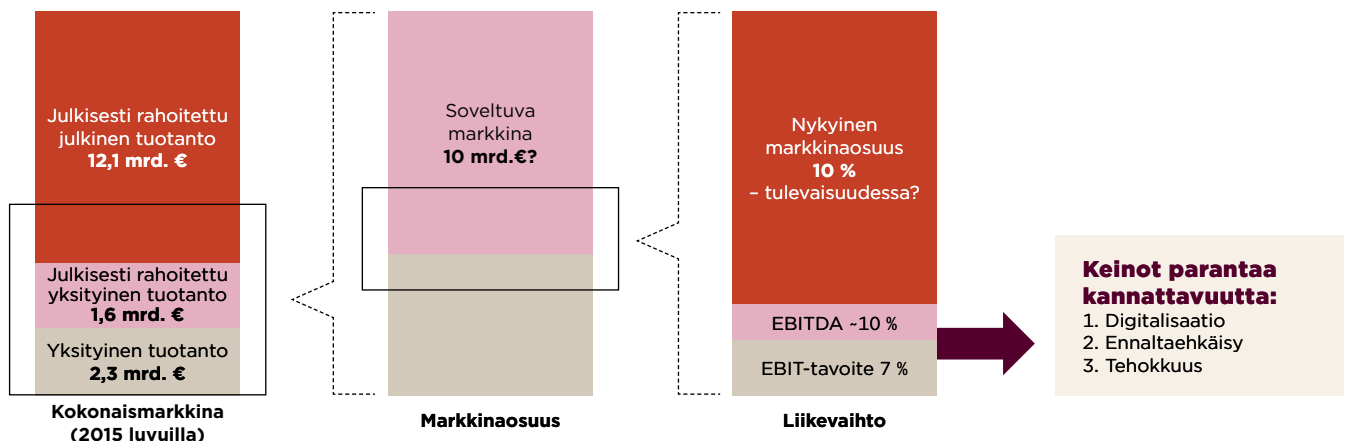 Julkisesti rahoitettu
julkinen tuotanto
12,1 mrd. €
Julkisesti rahoitettu
yksityinen tuotanto
1,6 mrd. €
Yksityinen tuotanto
2,3 mrd. €
Kokonaismarkkina
(2015 luvuilla)
Soveltuva
markkina
10 mrd.€?
Markkinaosuus
Nykyinen
markkinaosuus
10 %
– tulevaisuudessa?
EBITDA ~10 %
EBIT-tavoite 7 %
Liikevaihto
Keinot parantaa
kannattavuutta:
1. Digitalisaatio
2. Ennaltaehkäisy
3. Tehokkuus